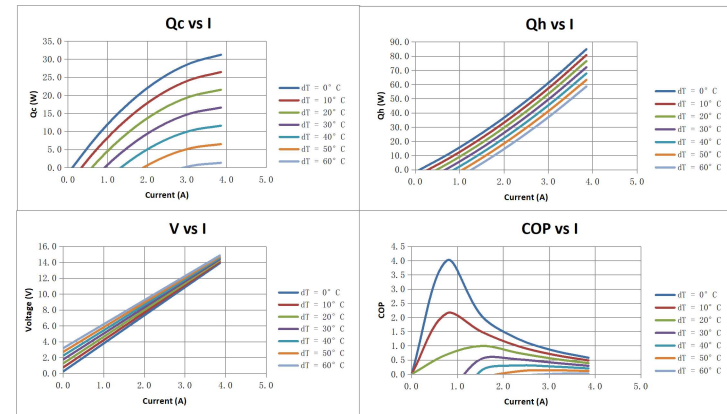 Qc vs I
35. 0
30. 0
25. 0
20. 0
15. 0
10. 0
5. 0
0. 0
Qc (W)
0. 0 1. 0 2. 0 3. 0 4. 0 5. 0
Current (A)
dT = 0° C
dT = 10° C
dT = 20° C
dT = 30° C
dT = 40° C
dT = 50° C
dT = 60° C
Qh vs I
90. 0
80. 0
70. 0
60. 0
50. 0
40. 0
30. 0
20. 0
10. 0
0. 0
Qh (W)
0. 0 1. 0 2. 0 3. 0 4. 0 5. 0
Current (A)
dT = 0° C
dT = 10° C
dT = 20° C
dT = 30° C
dT = 40° C
dT = 50° C
dT = 60° C
V vs I
16. 0
14. 0
12. 0
10. 0
8. 0
6. 0
4. 0
2. 0
0. 0
Voltage (V)
0. 0 1. 0 2. 0 3. 0 4. 0 5. 0
Current (A)
dT = 0° C
dT = 10° C
dT = 20° C
dT = 30° C
dT = 40° C
dT = 50° C
dT = 60° C
COP vs I
4. 5
4. 0
3. 5
3. 0
2. 5
2. 0
1. 5
1. 0
0. 5
0. 0
COP
0. 0 1. 0 2. 0 3. 0 4. 0 5. 0
Current (A)
dT = 0° C
dT = 10° C
dT = 20° C
dT = 30° C
dT = 40° C
dT = 50° C
dT = 60° C